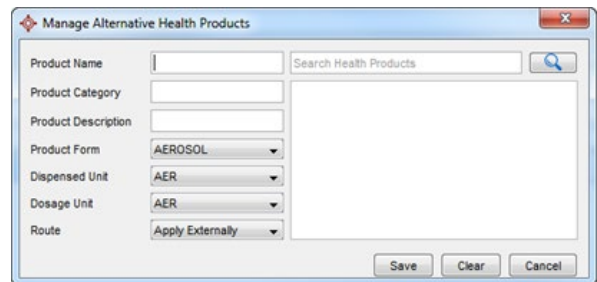 Manage Alternative Health Products
Product Name
Search Health Products
Product Category
Product Description
Product Form AEROSOL
Dispensed Unit AER
Dosage Unit AER
Route Apply Externally
Save Clear Cancel